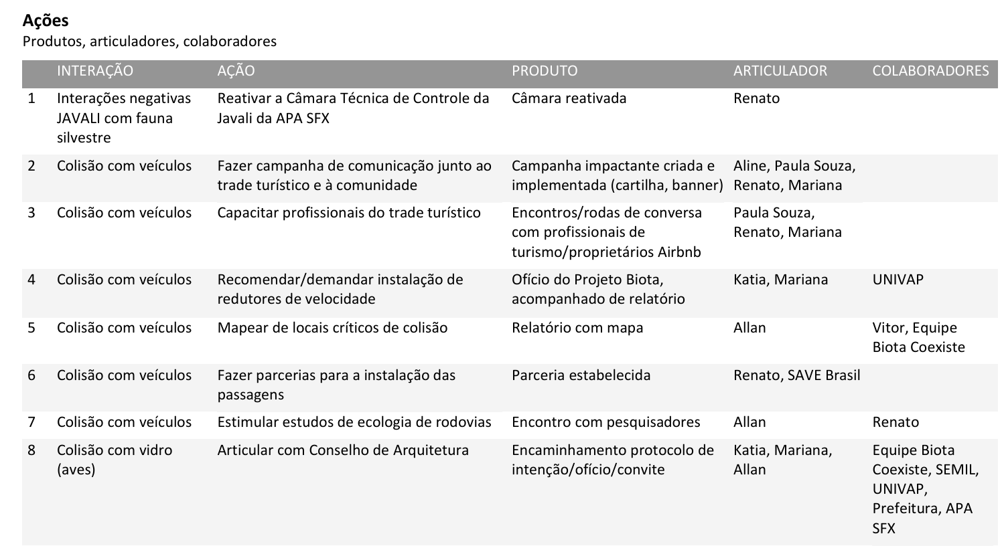 Ações
Produtos, articuladores, colaboradores
INTERAÇÃO AÇÃO PRODUTO ARTICULADOR COLABORADORES
1 Interações negativas Reativar a Câmara Técnica de Controle da Câmara reativada Renato
JAVALI com fauna Javali da APA SFX
silvestre
2 Colisão com veículos Fazer campanha de comunicação junto ao Campanha impactante criada e Aline, Paula Souza,
trade turístico e à comunidade implementada (cartilha, banner) Renato, Mariana
3 Colisão com veículos Capacitar profissionais do trade turístico Encontros/rodas de conversa Paula Souza,
com profissionais de Renato, Mariana
turismo/proprietários Airbnb
4 Colisão com veículos Recomendar/demandar instalação de Ofício do Projeto Biota, Katia, Mariana UNIVAP
redutores de velocidade acompanhado de relatório
5 Colisão com veículos Mapear de locais críticos de colisão Relatório com mapa Allan Vitor, Equipe
Biota Coexiste
6 Colisão com veículos Fazer parcerias para a instalação das Parceria estabelecida Renato, SAVE Brasil
passagens
7 Colisão com veículos Estimular estudos de ecologia de rodovias Encontro com pesquisadores Allan Renato
8 Colisão com vidro Articular com Conselho de Arquitetura Encaminhamento protocolo de Katia, Mariana, Equipe Biota
(aves) intenção/ofício/convite Allan Coexiste, SEMIL,
UNIVAP,
Prefeitura, APA
SFX